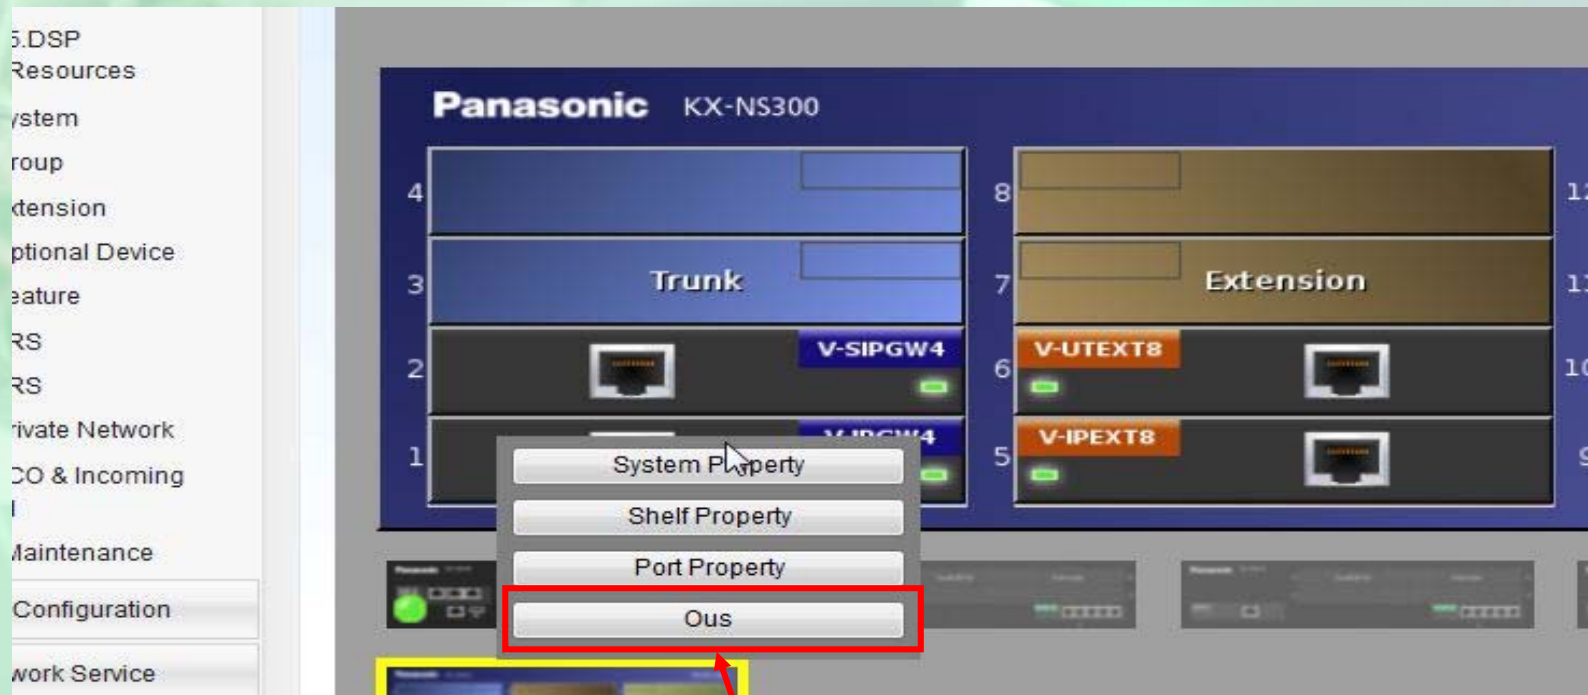 5.DSP
Resources
ystem
roup
xtension
ptional Device
eature
RS
RS
rivate Network
CO & Incoming
l
Maintenance
Configuration
work Service
Panasonic KX-NS300
4
8
3 Trunk
7 Extension
2 V-SIPGW4
6 V-UTEXT8
10
1
5 V-IPEXT8
System Property
Shelf Property
Port Property
Ous